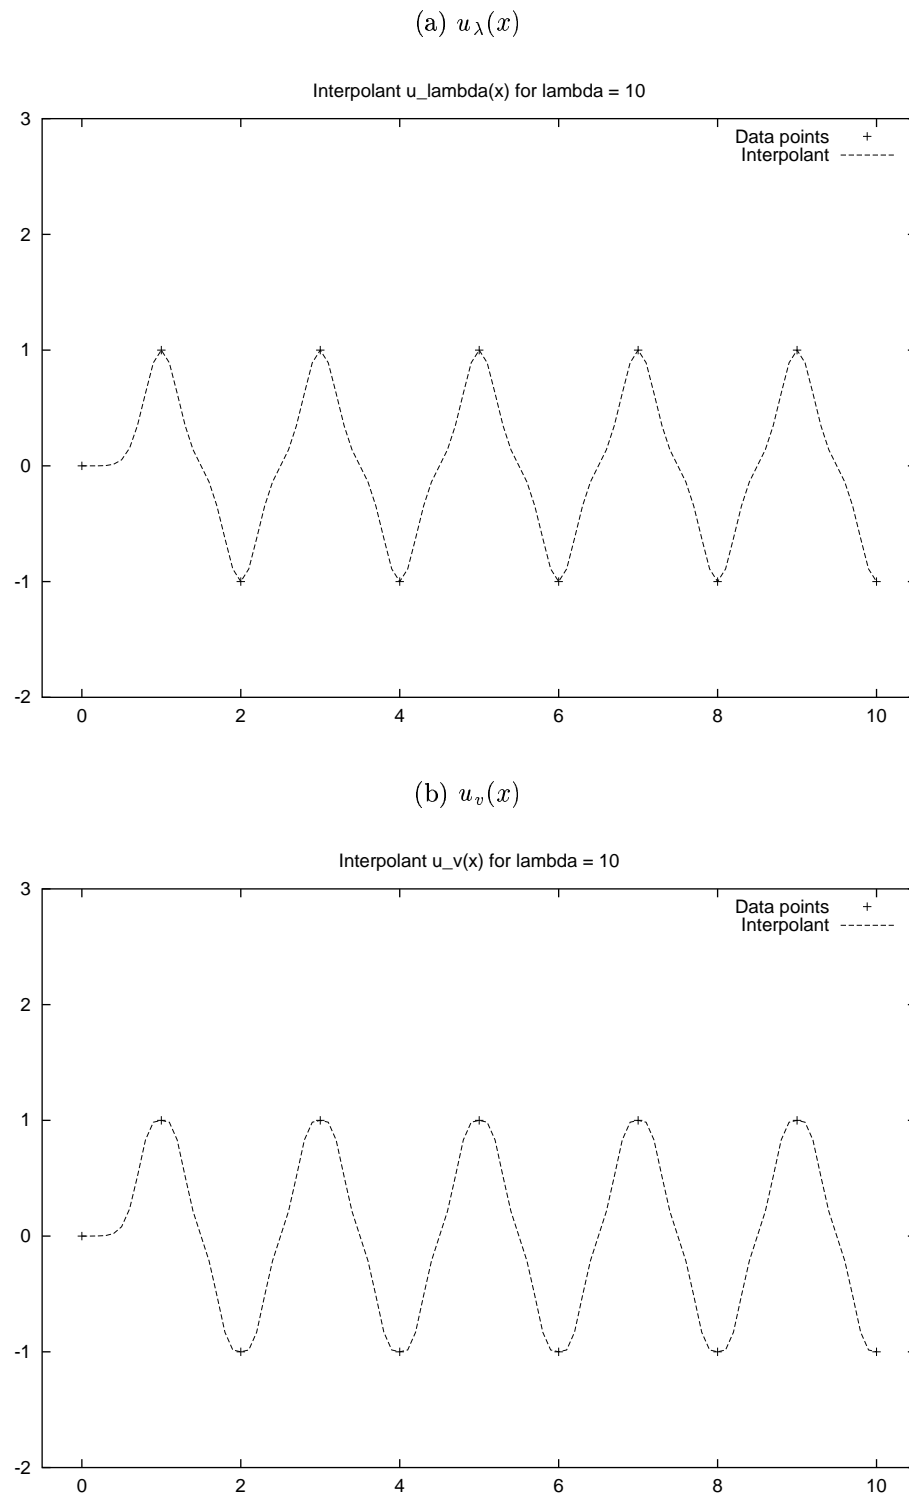 (a) u_λ(x)
Interpolant u_lambda(x) for lambda = 10
Data points
Interpolant
3
2
1
0
-1
-2
0 2 4 6 8 10
(b) u_v(x)
Interpolant u_v(x) for lambda = 10
Data points
Interpolant
3
2
1
0
-1
-2
0 2 4 6 8 10